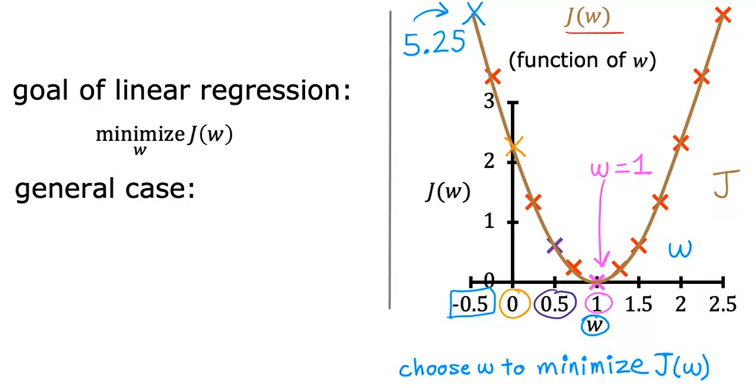 goal of linear regression:
minimize J(w)
w
general case:
J(w)
5.25
(function of w)
3
w=1
2
J(w)
J
1
w
0
-0.5 0 0.5 1 1.5 2 2.5
w
choose w to minimize J(w)